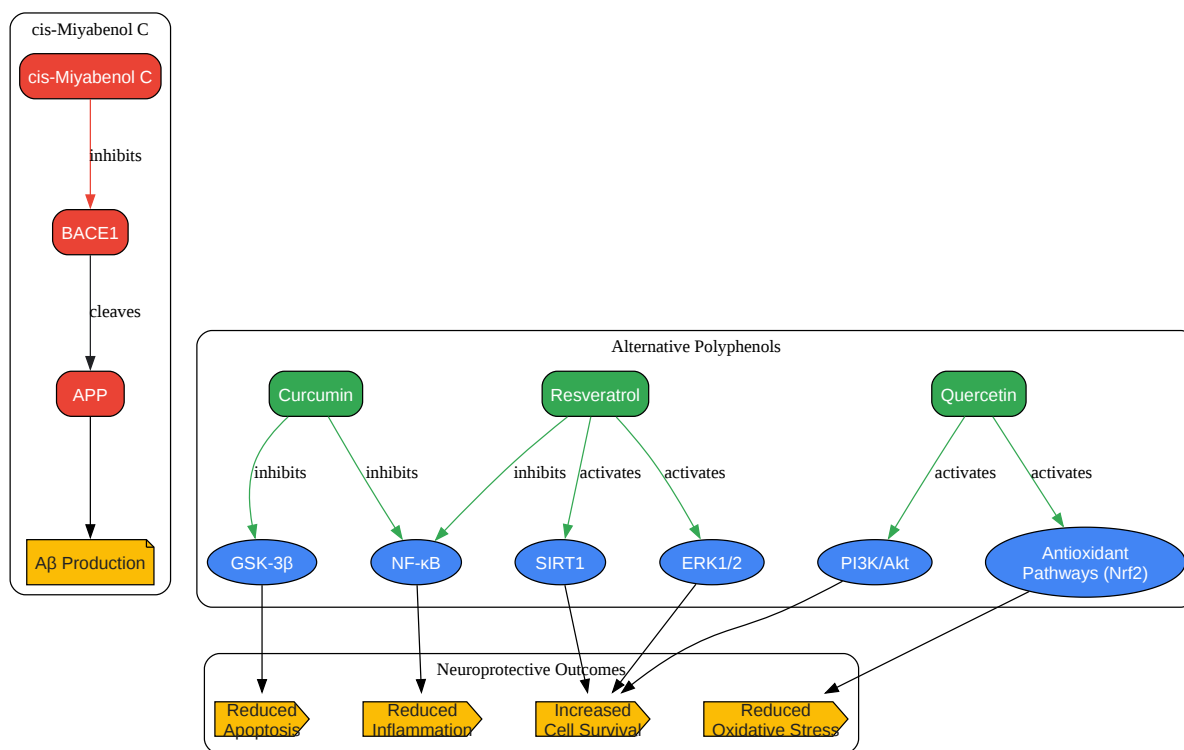 cis-Miyabenol C
cis-Miyabenol C
inhibits
BACE1
cleaves
APP
Aβ Production
Alternative Polyphenols
Curcumin
Resveratrol
Quercetin
inhibits
inhibits
inhibits
activates
activates
activates
activates
GSK-3β
NF-κB
SIRT1
ERK1/2
PI3K/Akt
Antioxidant
Pathways (Nrf2)
Neuroprotective Outcomes
Reduced
Apoptosis
Reduced
Inflammation
Increased
Cell Survival
Reduced
Oxidative Stress